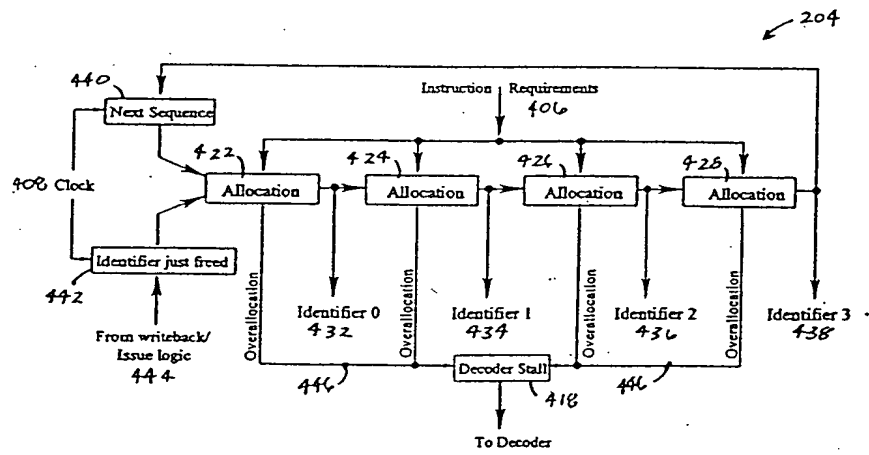 204
440
Next Sequence
Instruction Requirements
406
422
424
426
428
408 Clock
Allocation
Allocation
Allocation
Allocation
Identifier just freed
442
Overallocation
Overallocation
Overallocation
Overallocation
Identifier 0
432
Identifier 1
434
Identifier 2
436
Identifier 3
438
From writeback/
Issue logic
444
446
Decoder Stall
418
446
To Decoder